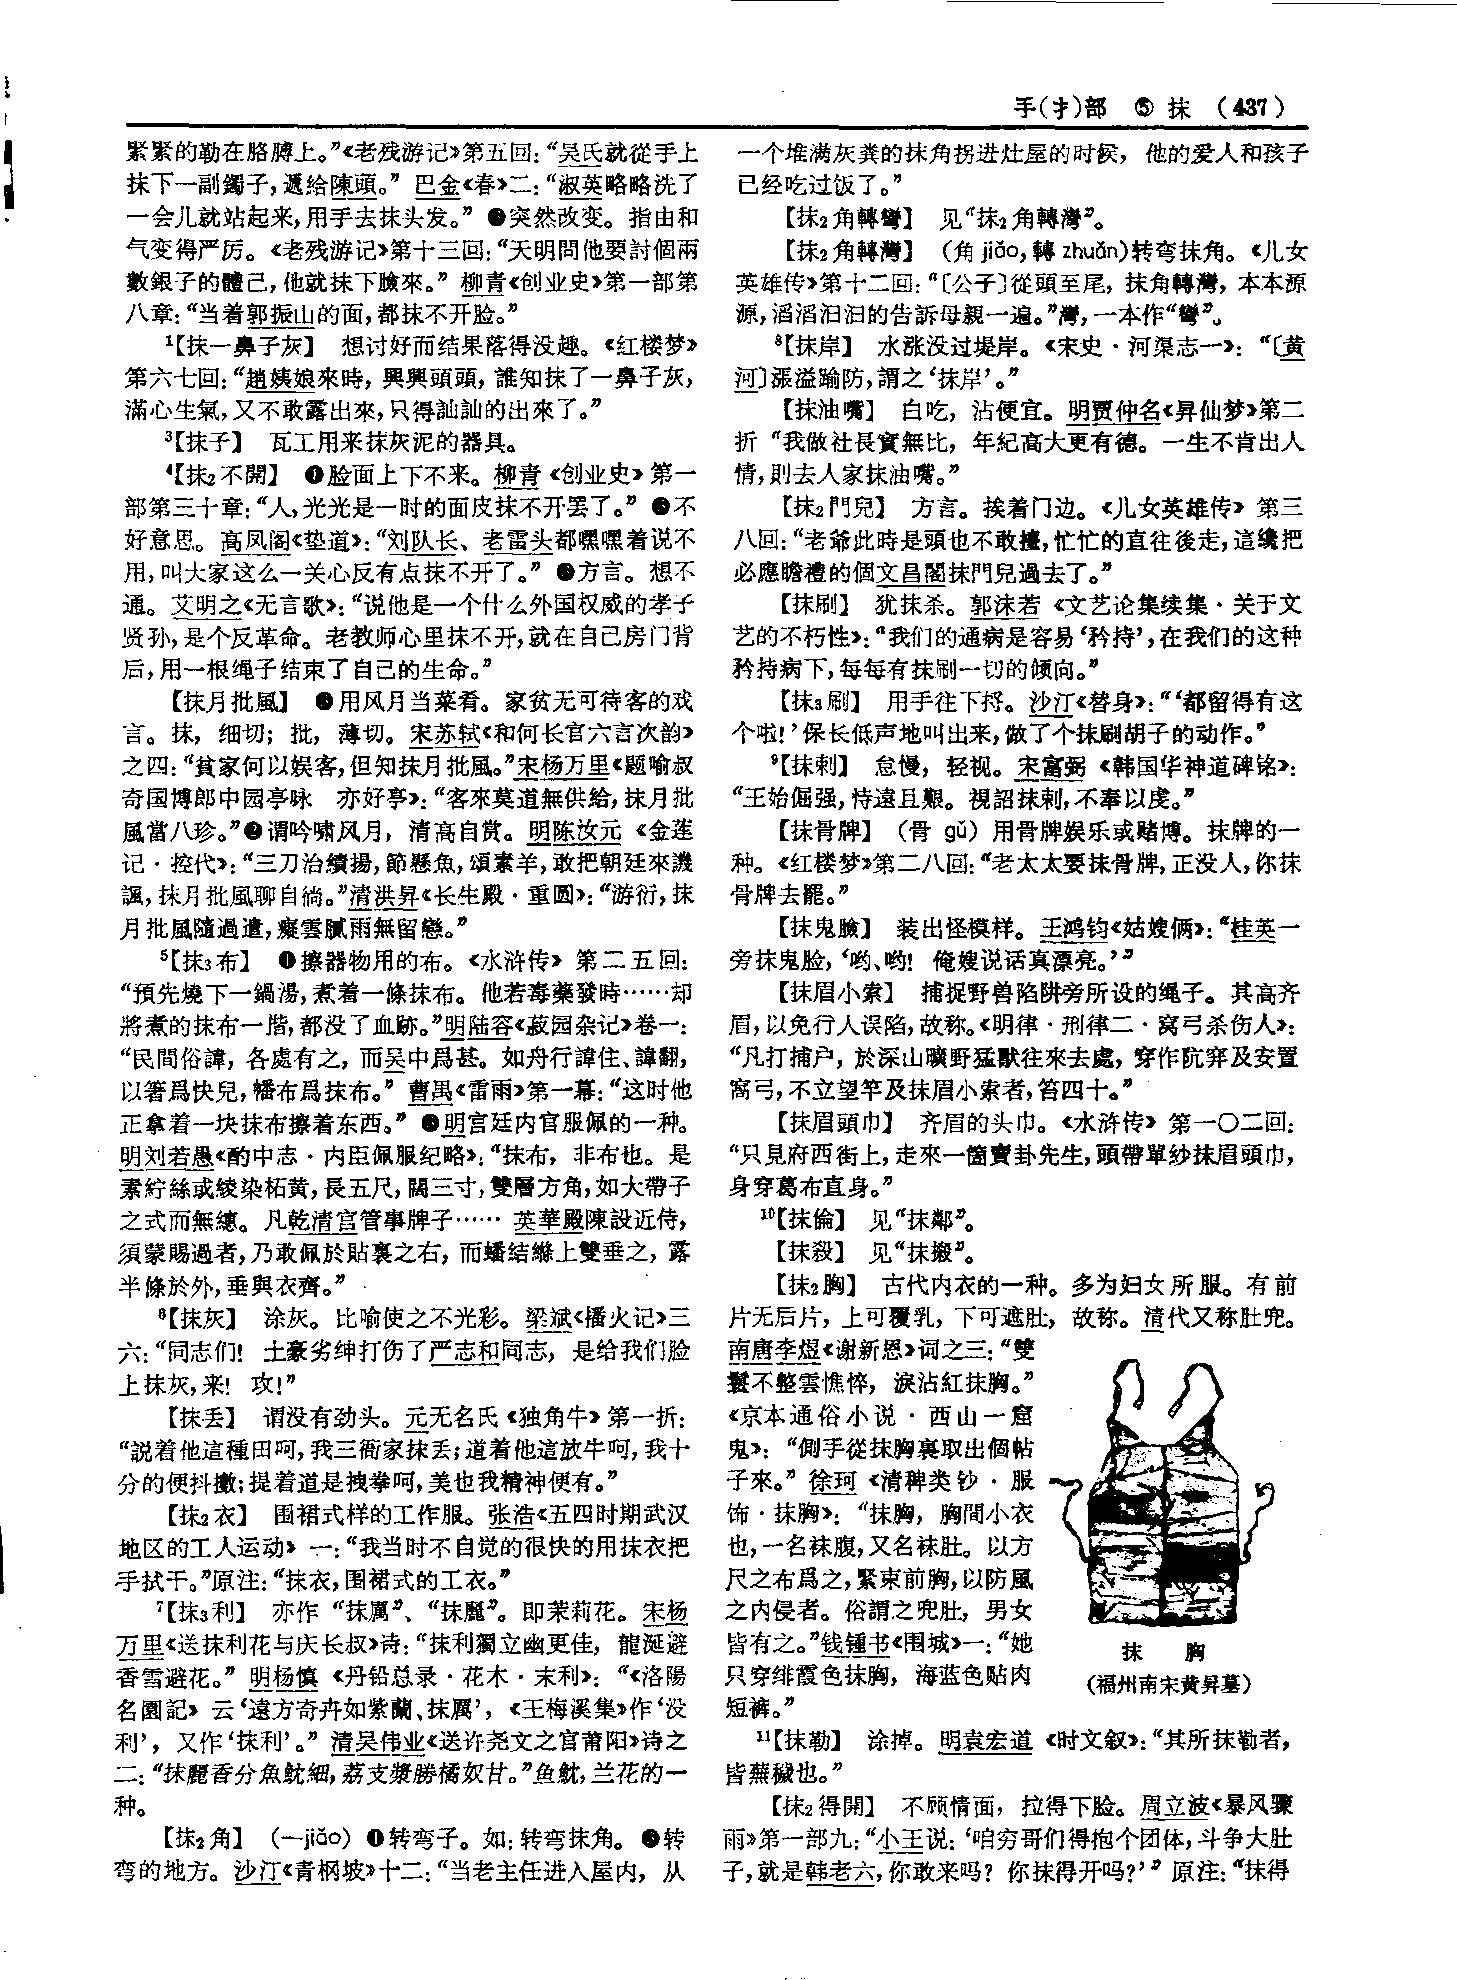 手(扌)部 ⑤ 抹 (437)
紧紧的勒在胳膊上。”《老残游记》第五回：“吴氏就從手上
抹下一副鐲子，遞给陳頭。” 巴金《春》二：“淑英略略洗了
一会儿就站起来，用手去抹头发。” ❸突然改变。指由和
气变得严厉。《老残游记》第十三回：“天明問他要討個兩
數銀子的體己，他就抹下臉來。” 柳青《创业史》第一部第
八章：“当着郭振山的面，都抹不开脸。”
¹【抹一鼻子灰】 想讨好而结果落得没趣。《红楼梦》
第六七回：“趙姨娘來時，興興頭頭，誰知抹了一鼻子灰，
滿心生氣，又不敢露出來，只得訕訕的出來了。”
³【抹子】 瓦工用来抹灰泥的器具。
⁴【抹₂不開】 ❶脸面上下不来。柳青《创业史》第一
部第三十章：“人，光光是一时的面皮抹不开罢了。” ❷不
好意思。高凤阁《垫道》：“刘队长、老雷头都嘿嘿着说不
用，叫大家这么一关心反有点抹不开了。” ❸方言。想不
通。艾明之《无言歌》：“说他是一个什么外国权威的孝子
贤孙，是个反革命。老教师心里抹不开，就在自己房门背
后，用一根绳子结束了自己的生命。”
【抹月批風】 ❶用风月当菜肴。家贫无可待客的戏
言。抹，细切；批，薄切。宋苏轼《和何长官六言次韵》
之四：“貧家何以娱客，但知抹月批風。”宋杨万里《题喻叔
奇国博郎中园亭咏 亦好亭》：“客來莫道無供給，抹月批
風當八珍。”❷谓吟啸风月，清高自赏。明陈汝元《金莲
记·控代》：“三刀治績揚，節懸魚，頌素羊，敢把朝廷來譏
諷，抹月批風聊自徜。”清洪昇《长生殿·重圆》：“游衍，抹
月批風隨過遣，癡雲膩雨無留戀。”
⁵【抹₃布】 ❶擦器物用的布。《水浒传》第二五回：
“預先燒下一鍋湯，煮着一條抹布。他若毒藥發時……却
將煮的抹布一揩，都没了血跡。”明陆容《菽园杂记》卷一：
“民間俗諱，各處有之，而吴中爲甚。如舟行諱住、諱翻，
以箸爲快兒，幡布爲抹布。” 曹禺《雷雨》第一幕：“这时他
正拿着一块抹布擦着东西。” ❷明宫廷内官服佩的一种。
明刘若愚《酌中志·内臣佩服纪略》：“抹布，非布也。是
素紵絲或綾染柘黄，長五尺，闊三寸，雙層方角，如大帶子
之式而無繐。凡乾清宫管事牌子…… 英華殿陳設近侍，
須蒙賜過者，乃敢佩於貼裏之右，而蟠结縧上雙垂之，露
半條於外，垂與衣齊。”
⁶【抹灰】 涂灰。比喻使之不光彩。梁斌《播火记》三
六：“同志们！土豪劣绅打伤了严志和同志，是给我们脸
上抹灰，来！攻！”
【抹丢】 谓没有劲头。元无名氏《独角牛》第一折：
“説着他這種田呵，我三衙家抹丢；道着他這放牛呵，我十
分的便抖擻；提着道是拽拳呵，美也我精神便有。”
【抹₂衣】 围裙式样的工作服。张浩《五四时期武汉
地区的工人运动》一：“我当时不自觉的很快的用抹衣把
手拭干。”原注：“抹衣，围裙式的工衣。”
⁷【抹₃利】 亦作“抹厲”、“抹麗”。即茉莉花。宋杨
万里《送抹利花与庆长叔》诗：“抹利獨立幽更佳，龍涎避
香雪避花。” 明杨慎《丹铅总录·花木·末利》：“《洛陽
名園記》云‘遠方奇卉如紫蘭、抹厲’，《王梅溪集》作‘没
利’，又作‘抹利’。” 清吴伟业《送许尧文之官莆阳》诗之
二：“抹麗香分魚魫細，荔支漿勝橘奴甘。”鱼魫，兰花的一
种。
【抹₂角】 （—jiǎo）❶转弯子。如：转弯抹角。 ❷转
弯的地方。沙汀《青㭎坡》十二：“当老主任进入屋内，从
一个堆满灰粪的抹角拐进灶屋的时候，他的爱人和孩子
已经吃过饭了。”
【抹₂角轉彎】 见“抹₂角轉灣”。
【抹₂角轉灣】 （角 jiǎo，轉 zhuǎn）转弯抹角。《儿女
英雄传》第十二回：“〔公子〕從頭至尾，抹角轉灣，本本源
源，滔滔汩汩的告訴母親一遍。”灣，一本作“彎”。
⁸【抹岸】 水涨没过堤岸。《宋史·河渠志一》：“〔黄
河〕漲溢踰防，謂之‘抹岸’。”
【抹油嘴】 白吃，沾便宜。明贾仲名《昇仙梦》第二
折“我做社長實無比，年紀高大更有德。一生不肯出人
情，則去人家抹油嘴。”
【抹₂門兒】 方言。挨着门边。《儿女英雄传》第三
八回：“老爺此時是頭也不敢擡，忙忙的直往後走，這纔把
必應瞻禮的個文昌閣抹門兒過去了。”
【抹刷】 犹抹杀。郭沫若《文艺论集续集·关于文
艺的不朽性》：“我们的通病是容易‘矜持’，在我们的这种
矜持病下，每每有抹刷一切的倾向。”
【抹₃刷】 用手往下捋。沙汀《替身》：“‘都留得有这
个啦！’保长低声地叫出来，做了个抹刷胡子的动作。”
⁹【抹剌】 怠慢，轻视。宋富弼《韩国华神道碑铭》：
“王始倔强，恃遠且艱。視詔抹剌，不奉以虔。”
【抹骨牌】 （骨 gǔ）用骨牌娱乐或赌博。抹牌的一
种。《红楼梦》第二八回：“老太太要抹骨牌，正没人，你抹
骨牌去罷。”
【抹鬼臉】 装出怪模样。王鸿钧《姑嫂俩》：“桂英一
旁抹鬼脸，‘哟、哟！俺嫂说话真漂亮。’”
【抹眉小索】 捕捉野兽陷阱旁所设的绳子。其高齐
眉，以免行人误陷，故称。《明律·刑律二·窝弓杀伤人》：
“凡打捕户，於深山曠野猛獸往來去處，穿作阬穽及安置
窩弓，不立望竿及抹眉小索者，笞四十。”
【抹眉頭巾】 齐眉的头巾。《水浒传》第一〇二回：
“只見府西街上，走來一箇賣卦先生，頭帶單紗抹眉頭巾，
身穿葛布直身。”
¹⁰【抹倫】 见“抹鄰”。
【抹殺】 见“抹摋”。
【抹₂胸】 古代内衣的一种。多为妇女所服。有前
片无后片，上可覆乳，下可遮肚，故称。清代又称肚兜。
南唐李煜《谢新恩》词之三：“雙
鬟不整雲憔悴，淚沾紅抹胸。”
《京本通俗小说·西山一窟
鬼》：“側手從抹胸裏取出個帖
子來。” 徐珂《清稗类钞·服
饰·抹胸》：“抹胸，胸間小衣
也，一名袜腹，又名袜肚。以方
尺之布爲之，緊束前胸，以防風
之内侵者。俗謂之兜肚，男女
皆有之。”钱锺书《围城》一：“她
只穿绯霞色抹胸，海蓝色贴肉
短裤。”
抹 胸
（福州南宋黄昇墓）
¹¹【抹勒】 涂掉。明袁宏道《时文叙》：“其所抹勒者，
皆蕪穢也。”
【抹₂得開】 不顾情面，拉得下脸。周立波《暴风骤
雨》第一部九：“小王说：‘咱穷哥们得抱个团体，斗争大肚
子，就是韩老六，你敢来吗？你抹得开吗？’” 原注：“抹得